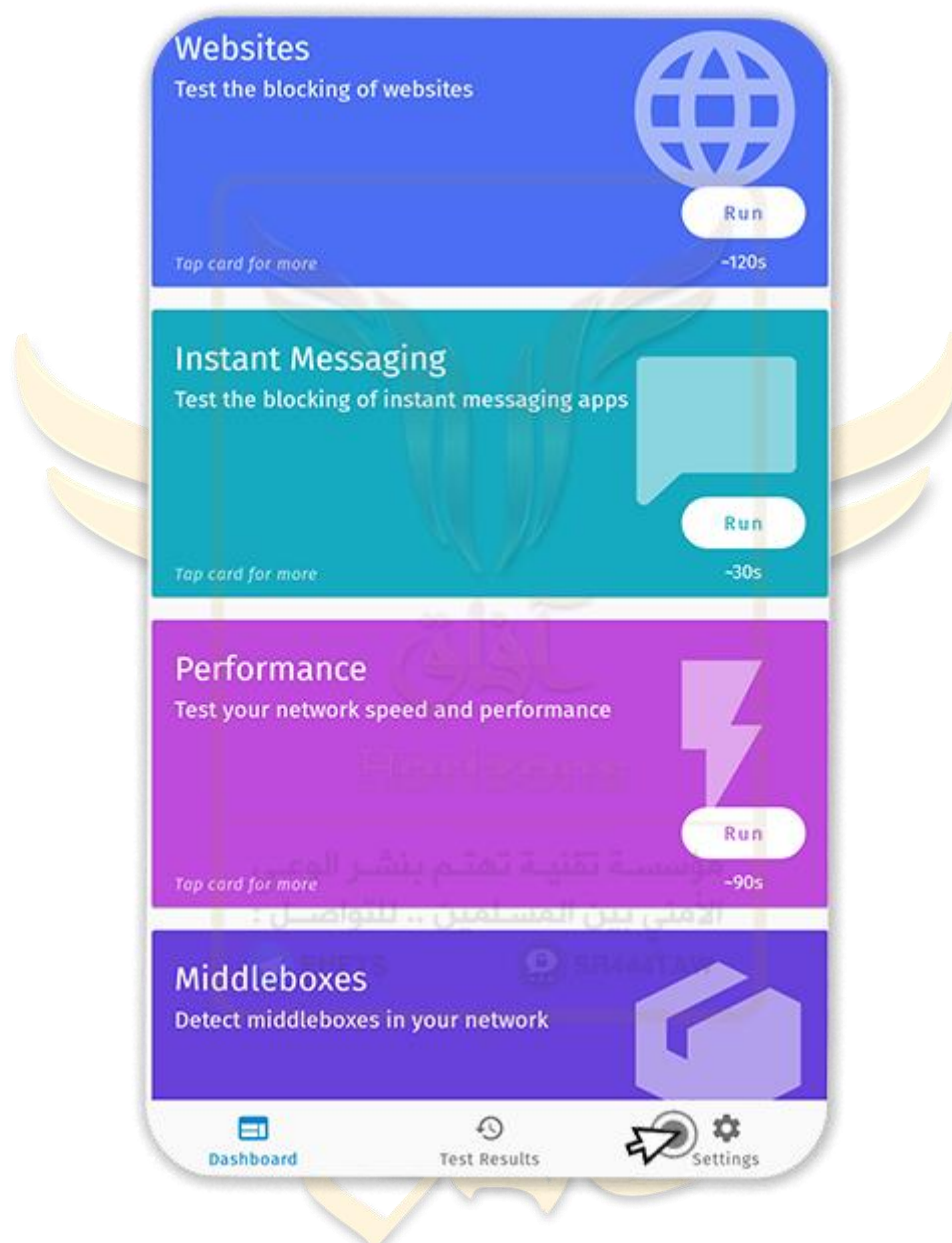 Websites
Test the blocking of websites
Run
Tap card for more
~120s
Instant Messaging
Test the blocking of instant messaging apps
Run
Tap card for more
~30s
آفاق
Performance
Test your network speed and performance
Horizons
Run
مؤسسة تقنية تهتم بنشر الوعي
Tap card for more
~90s
الأمني بين المسلمين .. للتواصل :
Middleboxes
Detect middleboxes in your network
Dashboard
Test Results
Settings